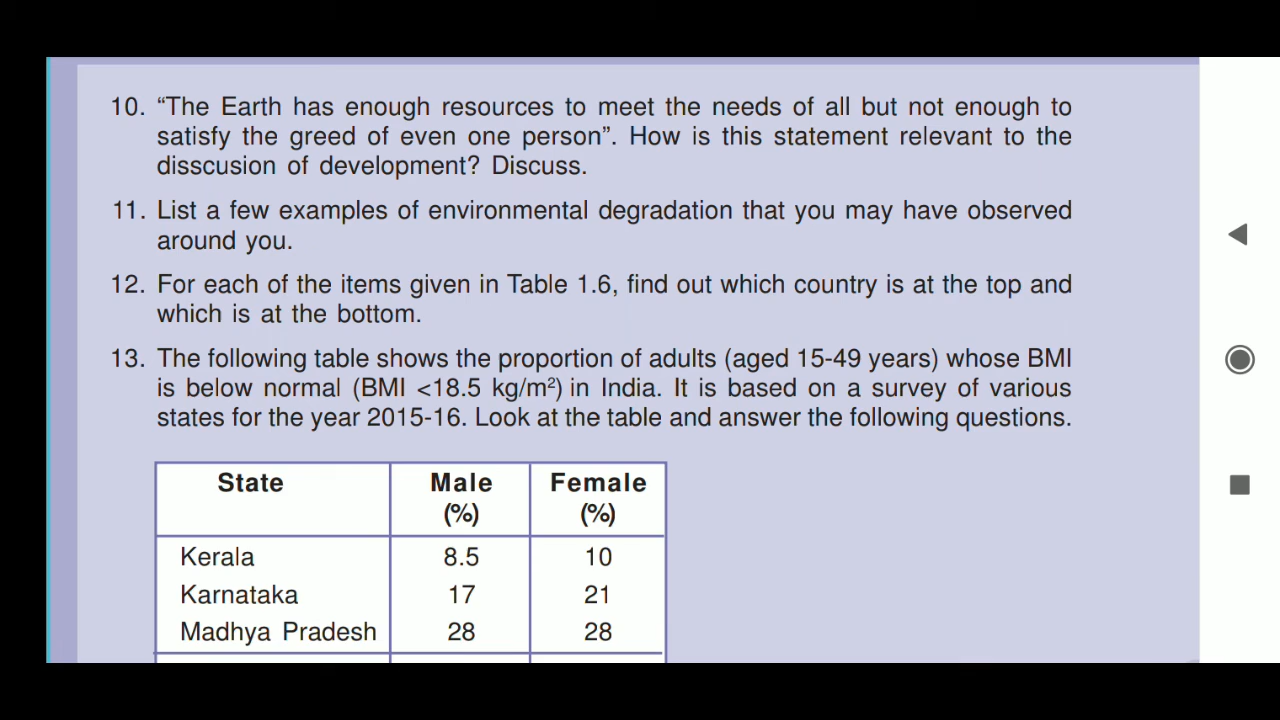 10. “The Earth has enough resources to meet the needs of all but not enough to
satisfy the greed of even one person”. How is this statement relevant to the
disscusion of development? Discuss.
11. List a few examples of environmental degradation that you may have observed
around you.
12. For each of the items given in Table 1.6, find out which country is at the top and
which is at the bottom.
13. The following table shows the proportion of adults (aged 15-49 years) whose BMI
is below normal (BMI <18.5 kg/m²) in India. It is based on a survey of various
states for the year 2015-16. Look at the table and answer the following questions.
State Male Female
(%) (%)
Kerala 8.5 10
Karnataka 17 21
Madhya Pradesh 28 28